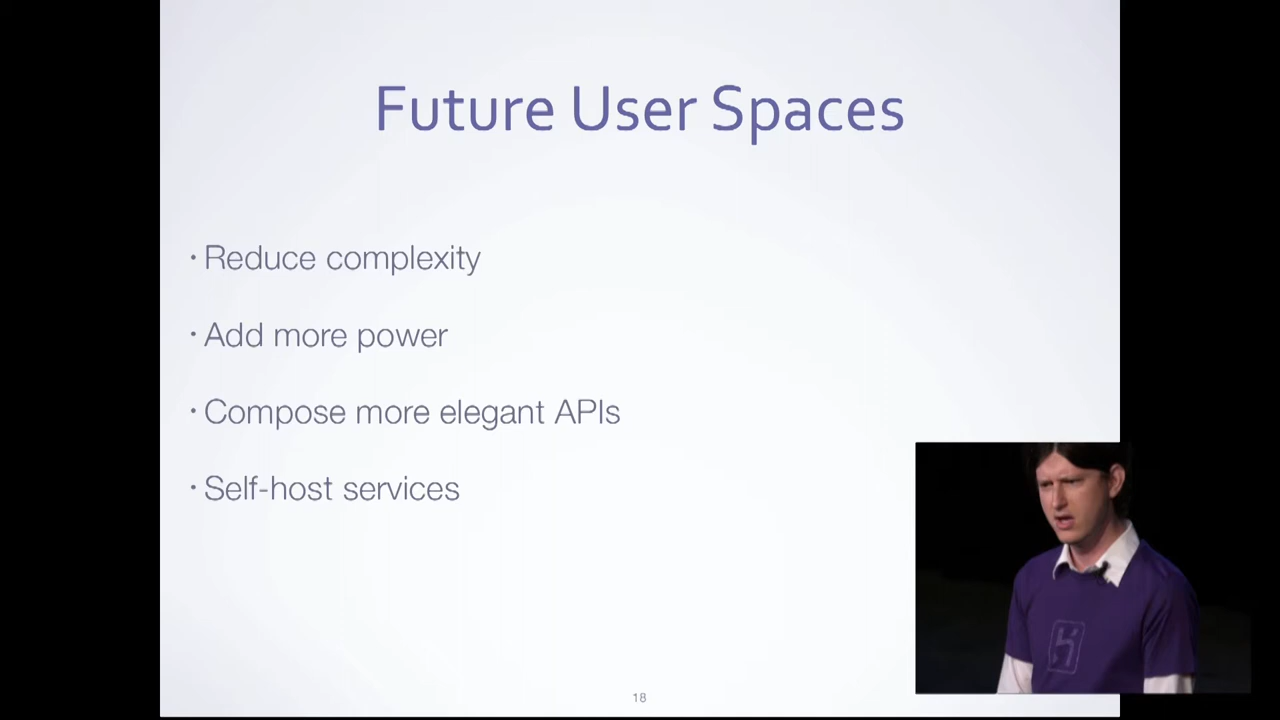 Future User Spaces
• Reduce complexity
• Add more power
• Compose more elegant APIs
• Self-host services
18